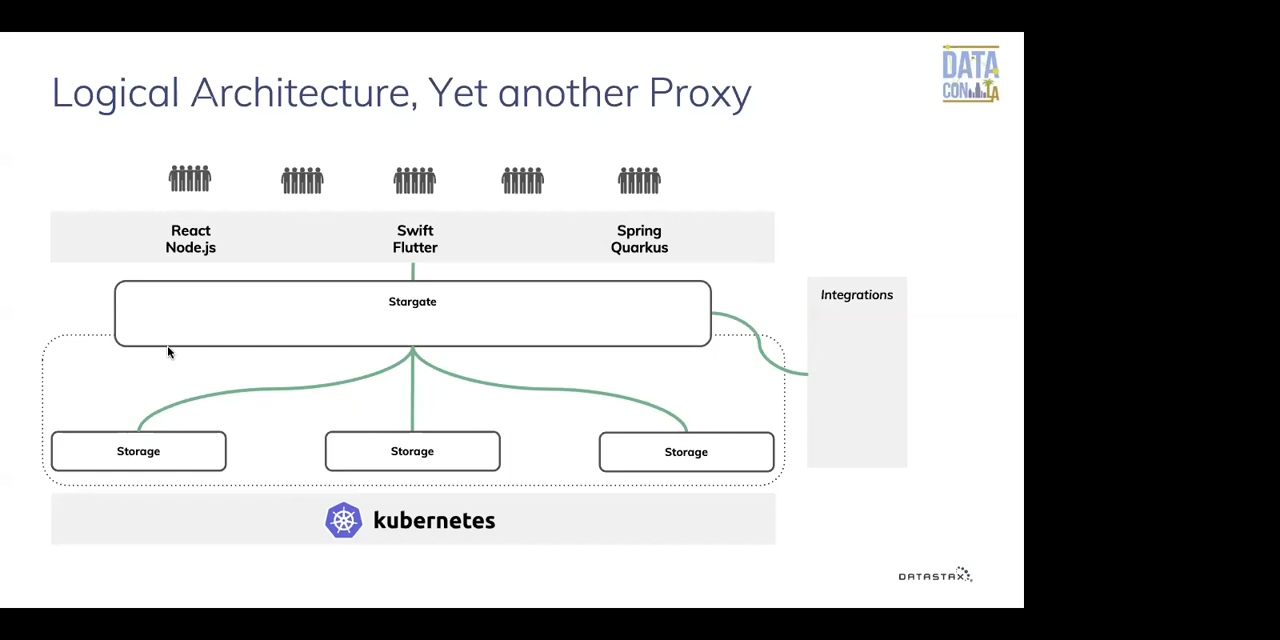 Logical Architecture, Yet another Proxy
DATA
CON LA
React
Node.js
Swift
Flutter
Spring
Quarkus
Stargate
Integrations
Storage
Storage
Storage
kubernetes
DATASTAX